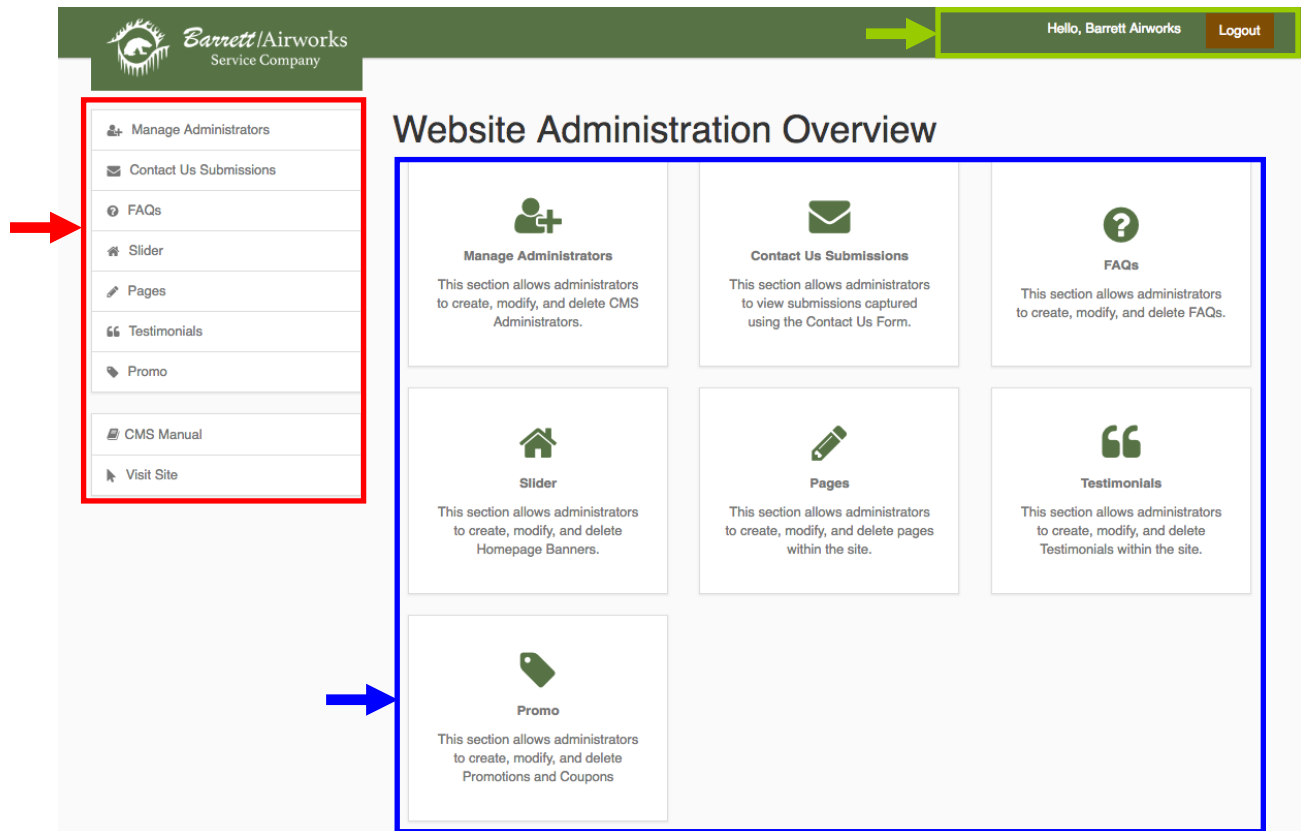 Barrett/Airworks
Service Company
Hello, Barrett Airworks
Logout
Manage Administrators
Contact Us Submissions
FAQs
Slider
Pages
Testimonials
Promo
CMS Manual
Visit Site
Website Administration Overview
Manage Administrators
This section allows administrators
to create, modify, and delete CMS
Administrators.
Contact Us Submissions
This section allows administrators
to view submissions captured
using the Contact Us Form.
FAQs
This section allows administrators
to create, modify, and delete FAQs.
Slider
This section allows administrators
to create, modify, and delete
Homepage Banners.
Pages
This section allows administrators
to create, modify, and delete pages
within the site.
Testimonials
This section allows administrators
to create, modify, and delete
Testimonials within the site.
Promo
This section allows administrators
to create, modify, and delete
Promotions and Coupons